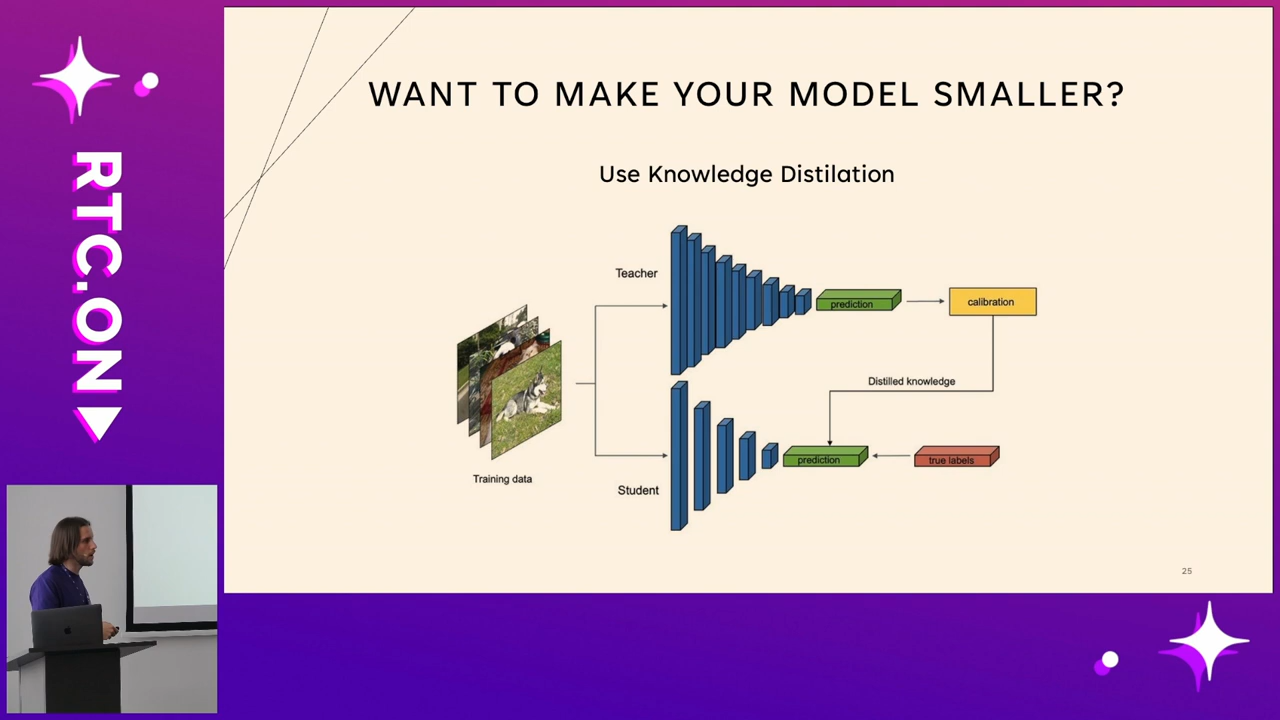 RTC.ON
WANT TO MAKE YOUR MODEL SMALLER?
Use Knowledge Distilation
Teacher
prediction
calibration
Distilled knowledge
Training data
Student
prediction
true labels
25